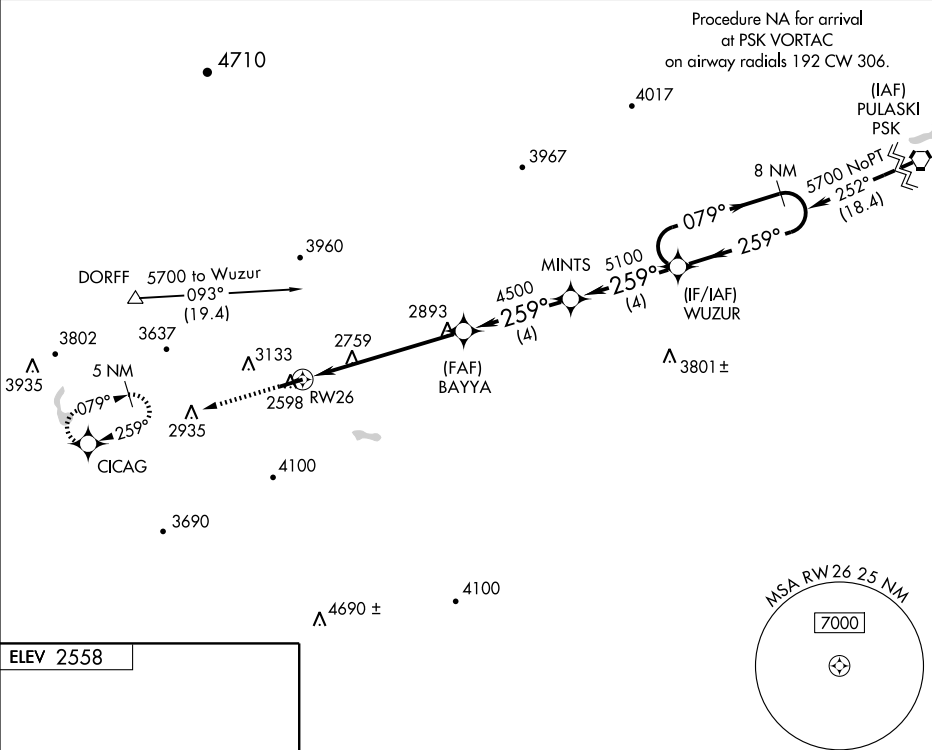 Procedure NA for arrival
at PSK VORTAC
on airway radials 192 CW 306.
4710
4017
(IAF)
PULASKI
PSK
3967
8 NM
5700 NoPT
252°
(18.4)
079°
259°
3960
MINTS
5100
259°
(4)
(IF/IAF)
WUZUR
DORFF
5700 to Wuzur
093°
(19.4)
4500
259°
(4)
2893
(FAF)
BAYYA
3802
3637
3133
2759
3801 ±
3935
5 NM
2598
RW26
079°
259°
2935
CICAG
4100
3690
4690 ±
4100
MSA RW26 25 NM
7000
ELEV 2558